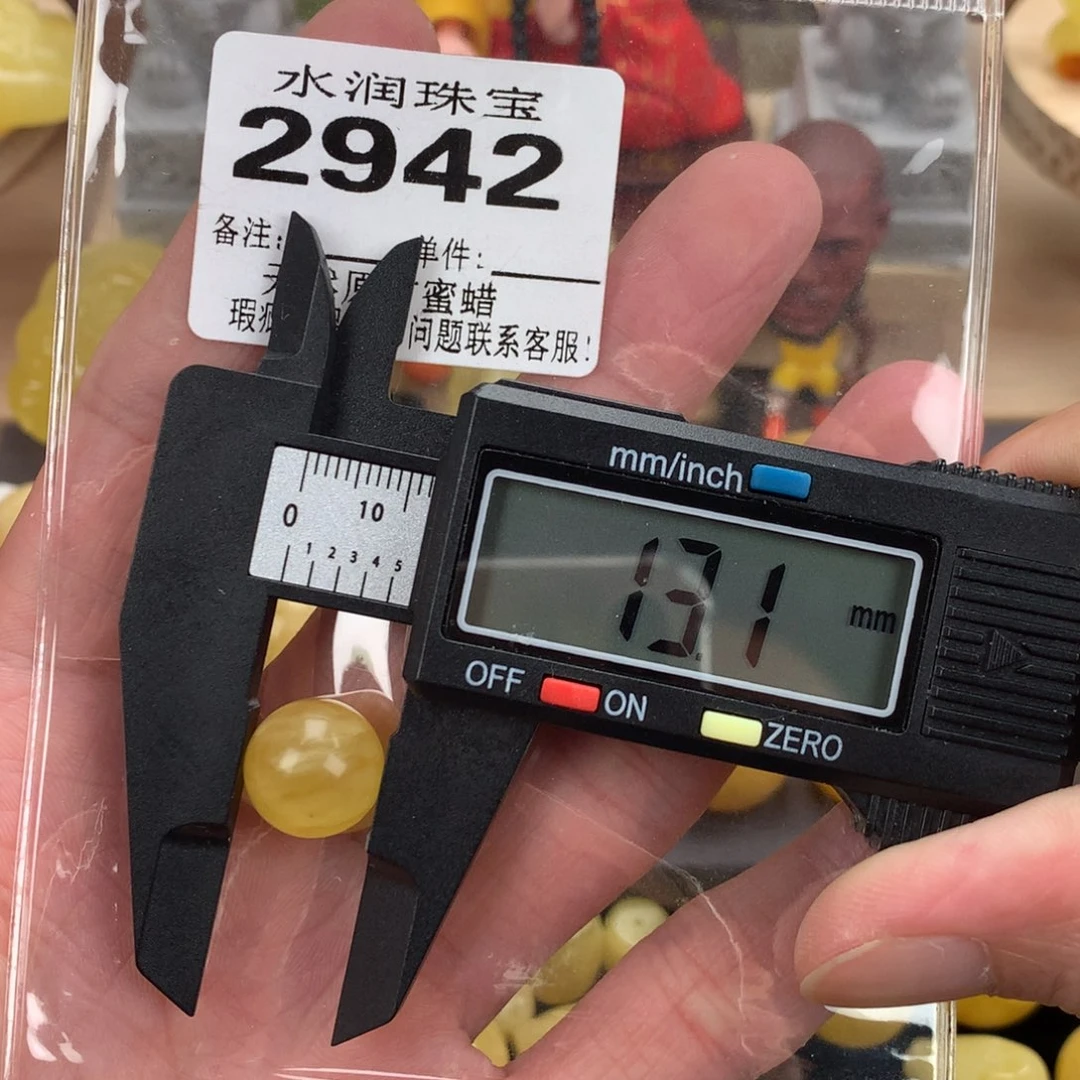 水润珠宝
2942
备注: 单件:
蜜蜡
问题联系客服!
0 10
1 2 3 4 5
mm/inch
13.1 mm
OFF ON ZERO